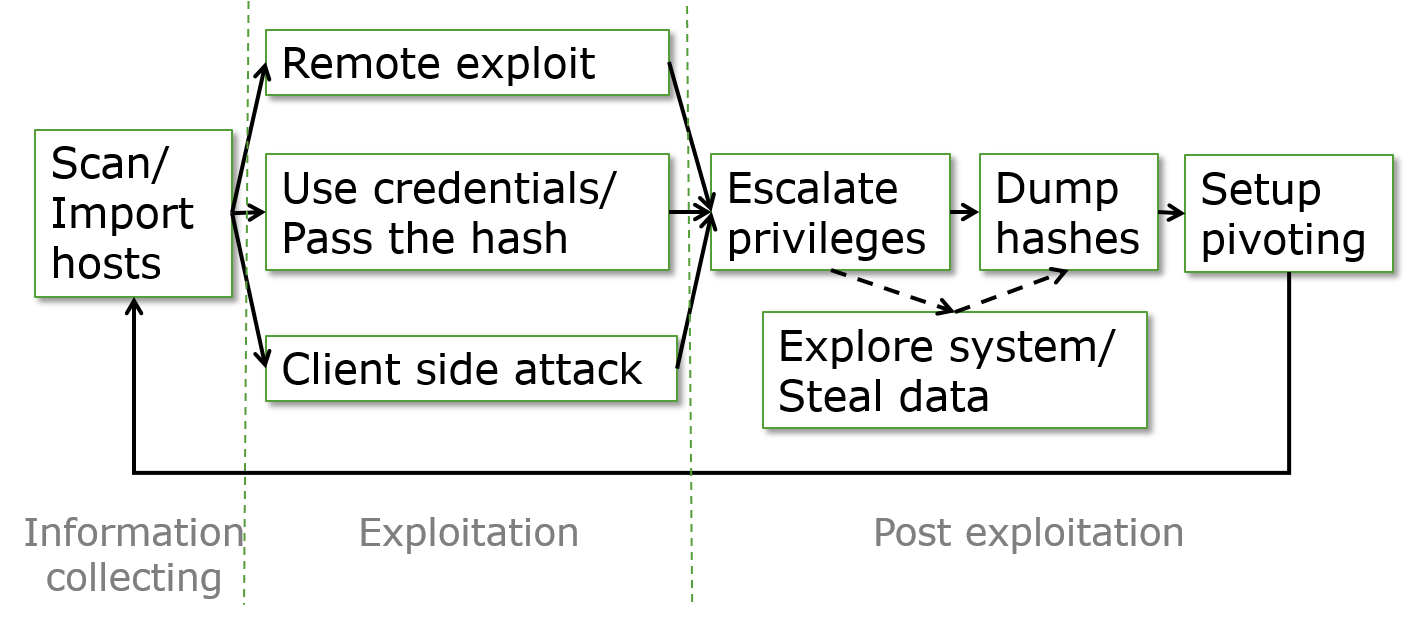 Remote exploit
Scan/
Import
hosts
Use credentials/
Pass the hash
Client side attack
Escalate
privileges
Dump
hashes
Setup
pivoting
Explore system/
Steal data
Information
collecting
Exploitation
Post exploitation